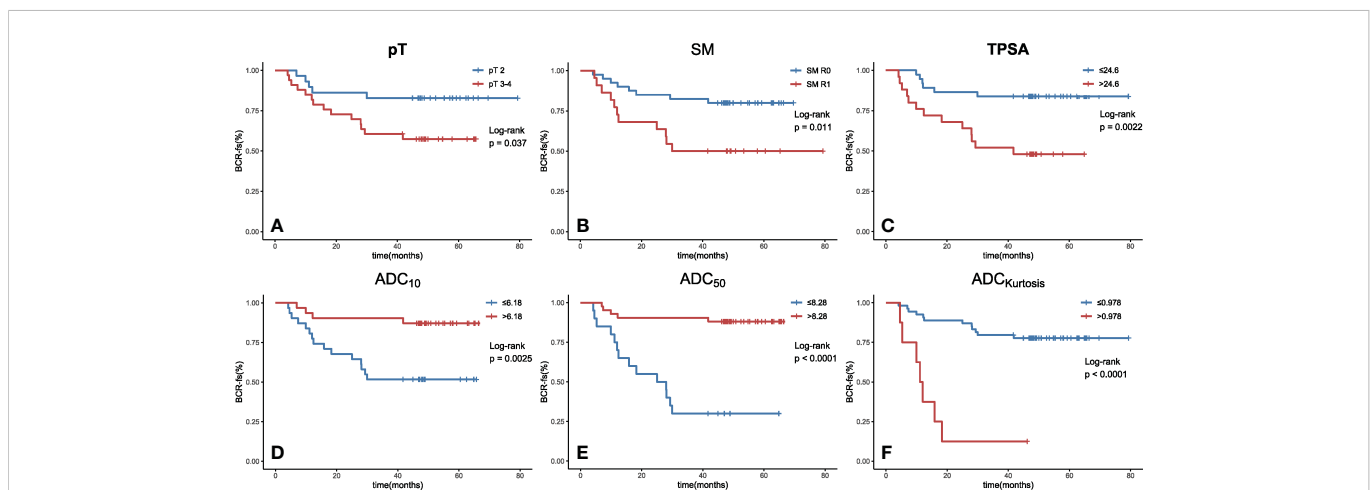 pT
1.00
0.75
0.50
0.25
0.00
BCR-fs(%)
pT 2
pT 3-4
Log-rank
p = 0.037
A
0 20 40 60 80
time(months)
SM
1.00
0.75
0.50
0.25
0.00
BCR-fs(%)
SM R0
SM R1
Log-rank
p = 0.011
B
0 20 40 60 80
time(months)
TPSA
1.00
0.75
0.50
0.25
0.00
BCR-fs(%)
≤24.6
>24.6
Log-rank
p = 0.0022
C
0 20 40 60 80
time(months)
ADC10
1.00
0.75
0.50
0.25
0.00
BCR-fs(%)
≤6.18
>6.18
Log-rank
p = 0.0025
D
0 20 40 60 80
time(months)
ADC50
1.00
0.75
0.50
0.25
0.00
BCR-fs(%)
≤8.28
>8.28
Log-rank
p < 0.0001
E
0 20 40 60 80
time(months)
ADCKurtosis
1.00
0.75
0.50
0.25
0.00
BCR-fs(%)
≤0.978
>0.978
Log-rank
p < 0.0001
F
0 20 40 60 80
time(months)